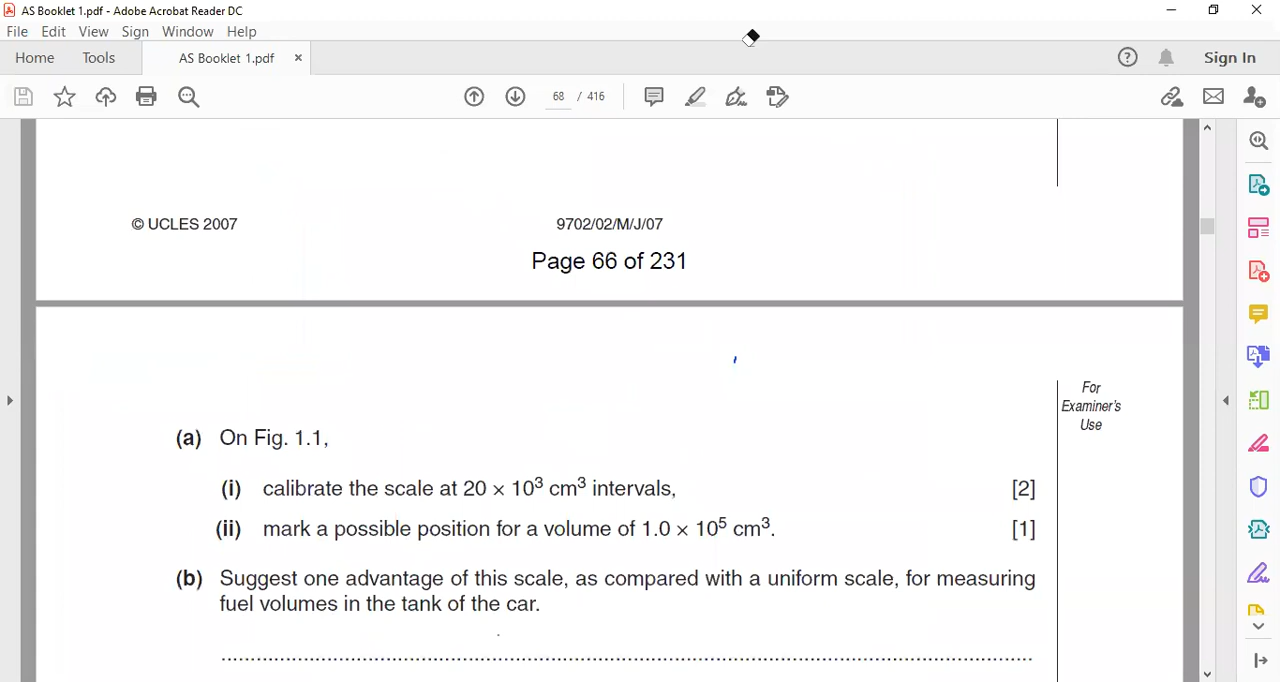 AS Booklet 1.pdf - Adobe Acrobat Reader DC
File Edit View Sign Window Help
Home Tools AS Booklet 1.pdf × Sign In
68 / 416
© UCLES 2007 9702/02/M/J/07
Page 66 of 231
For
Examiner's
Use
(a) On Fig. 1.1,
(i) calibrate the scale at 20 × 10³ cm³ intervals, [2]
(ii) mark a possible position for a volume of 1.0 × 10⁵ cm³. [1]
(b) Suggest one advantage of this scale, as compared with a uniform scale, for measuring
fuel volumes in the tank of the car.